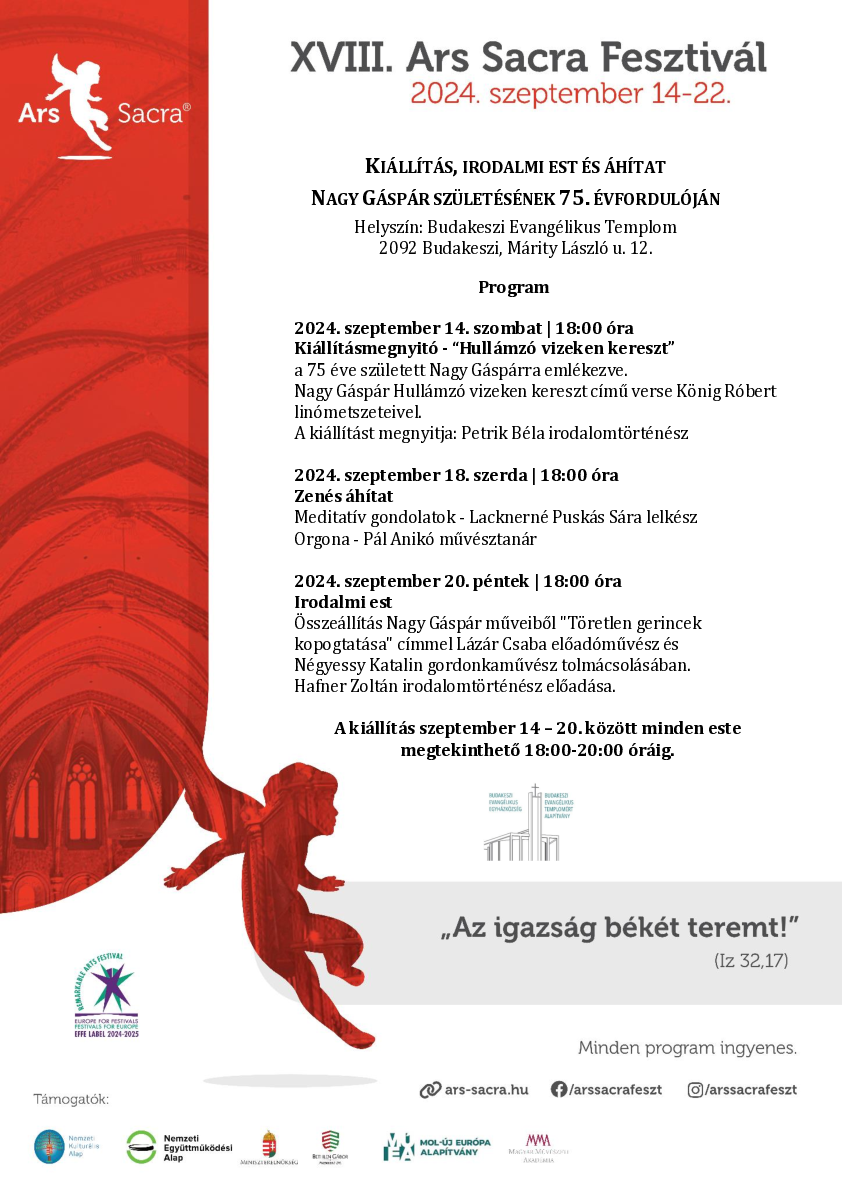 XVIII. Ars Sacra Fesztivál
2024. szeptember 14-22.
Ars Sacra®
KIÁLLÍTÁS, IRODALMI EST ÉS ÁHÍTAT
NAGY GÁSPÁR SZÜLETÉSÉNEK 75. ÉVFORDULÓJÁN
Helyszín: Budakeszi Evangélikus Templom
2092 Budakeszi, Márity László u. 12.
Program
2024. szeptember 14. szombat | 18:00 óra
Kiállításmegnyitó - “Hullámzó vizeken kereszt”
a 75 éve született Nagy Gáspárra emlékezve.
Nagy Gáspár Hullámzó vizeken kereszt című verse König Róbert
linómetszeteivel.
A kiállítást megnyitja: Petrik Béla irodalomtörténész
2024. szeptember 18. szerda | 18:00 óra
Zenés áhítat
Meditatív gondolatok - Lacknerné Puskás Sára lelkész
Orgona - Pál Anikó művésztanár
2024. szeptember 20. péntek | 18:00 óra
Irodalmi est
Összeállítás Nagy Gáspár műveiből "Töretlen gerincek
kopogtatása" címmel Lázár Csaba előadóművész és
Négyessy Katalin gordonkaművész tolmácsolásában.
Hafner Zoltán irodalomtörténész előadása.
A kiállítás szeptember 14 – 20. között minden este
megtekinthető 18:00-20:00 óráig.
BUDAKESZI
EVANGÉLIKUS
EGYHÁZKÖZSÉG
BUDAKESZI
EVANGÉLIKUS
TEMPLOMÉRT
ALAPÍTVÁNY
„Az igazság békét teremt!”
(Iz 32,17)
REMARKABLE ARTS FESTIVAL
EUROPE FOR FESTIVALS
FESTIVALS FOR EUROPE
EFFE LABEL 2024-2025
Minden program ingyenes.
ars-sacra.hu /arssacrafeszt /arssacrafeszt
Támogatók:
Nemzeti
Kulturális
Alap
Nemzeti
Együttműködési
Alap
MINISZTERELNÖKSÉG
BETHLEN GÁBOR
MOL-ÚJ EURÓPA
ALAPÍTVÁNY
MAGYAR MŰVÉSZETI
AKADÉMIA